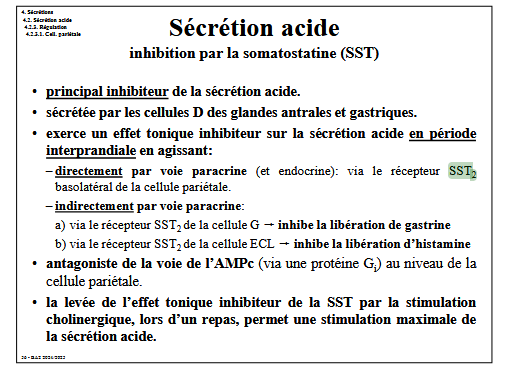 4. Sécrétions
4.2. Sécrétion acide
4.2.3. Régulation
4.2.3.1. Cell. pariétale
Sécrétion acide
inhibition par la somatostatine (SST)
• principal inhibiteur de la sécrétion acide.
• sécrétée par les cellules D des glandes antrales et gastriques.
• exerce un effet tonique inhibiteur sur la sécrétion acide en période
interprandiale en agissant:
– directement par voie paracrine (et endocrine): via le récepteur SST2
basolatéral de la cellule pariétale.
– indirectement par voie paracrine:
a) via le récepteur SST2 de la cellule G → inhibe la libération de gastrine
b) via le récepteur SST2 de la cellule ECL → inhibe la libération d'histamine
• antagoniste de la voie de l'AMPc (via une protéine Gi) au niveau de la
cellule pariétale.
• la levée de l'effet tonique inhibiteur de la SST par la stimulation
cholinergique, lors d'un repas, permet une stimulation maximale de
la sécrétion acide.
2024/2025